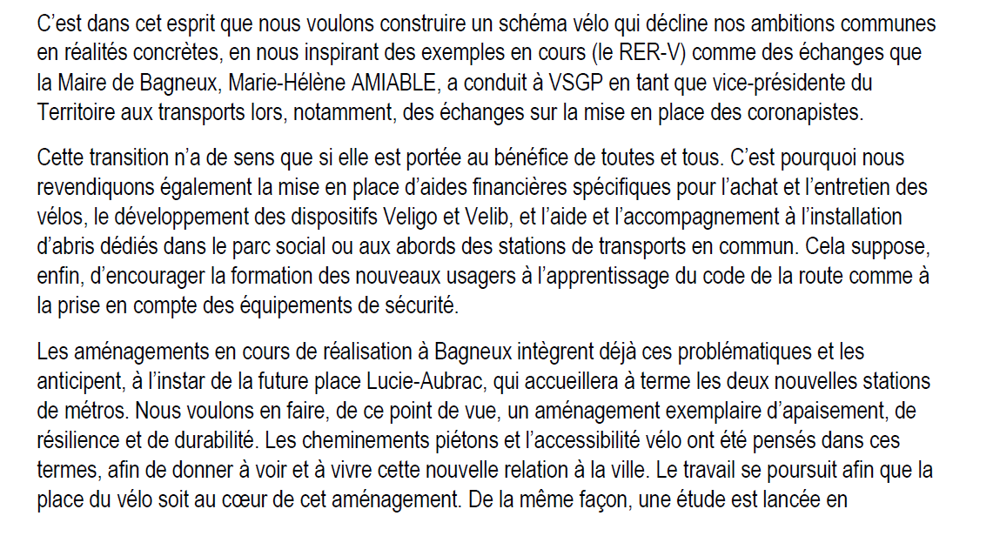 C’est dans cet esprit que nous voulons construire un schéma vélo qui décline nos ambitions communes
en réalités concrètes, en nous inspirant des exemples en cours (le RER-V) comme des échanges que
la Maire de Bagneux, Marie-Hélène AMIABLE, a conduit à VSGP en tant que vice-présidente du
Territoire aux transports lors, notamment, des échanges sur la mise en place des coronapistes.
Cette transition n’a de sens que si elle est portée au bénéfice de toutes et tous. C’est pourquoi nous
revendiquons également la mise en place d’aides financières spécifiques pour l’achat et l’entretien des
vélos, le développement des dispositifs Veligo et Velib, et l’aide et l’accompagnement à l’installation
d’abris dédiés dans le parc social ou aux abords des stations de transports en commun. Cela suppose,
enfin, d’encourager la formation des nouveaux usagers à l’apprentissage du code de la route comme à
la prise en compte des équipements de sécurité.
Les aménagements en cours de réalisation à Bagneux intègrent déjà ces problématiques et les
anticipent, à l’instar de la future place Lucie-Aubrac, qui accueillera à terme les deux nouvelles stations
de métros. Nous voulons en faire, de ce point de vue, un aménagement exemplaire d’apaisement, de
résilience et de durabilité. Les cheminements piétons et l’accessibilité vélo ont été pensés dans ces
termes, afin de donner à voir et à vivre cette nouvelle relation à la ville. Le travail se poursuit afin que la
place du vélo soit au cœur de cet aménagement. De la même façon, une étude est lancée en